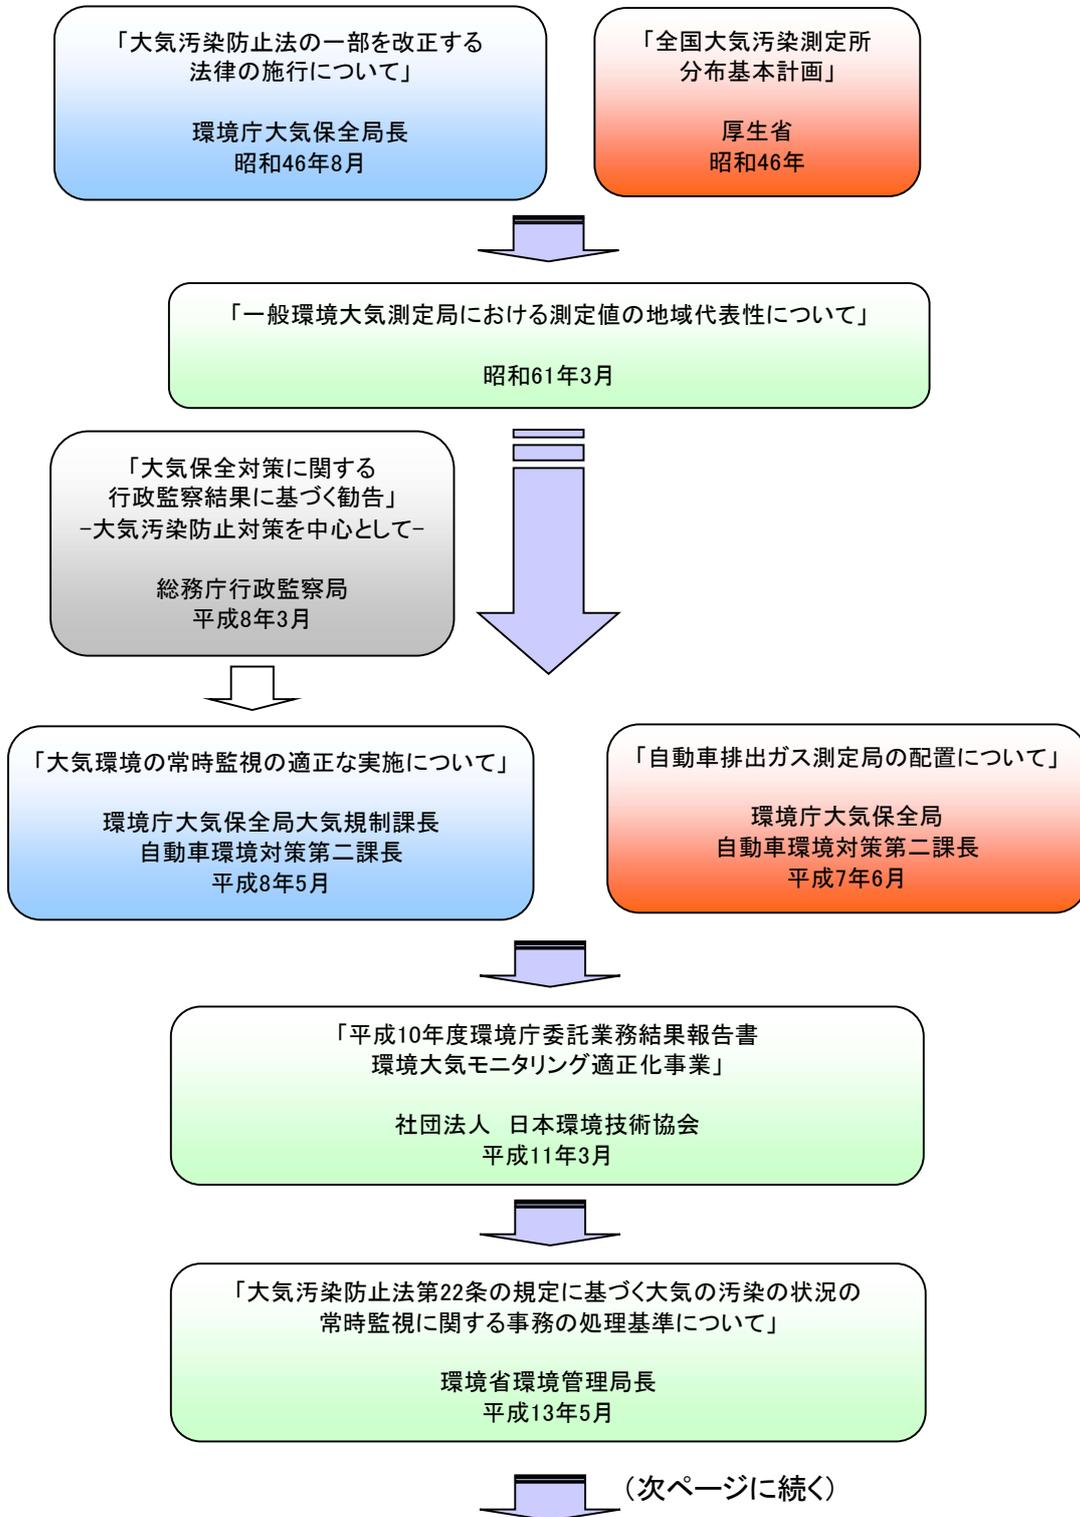 「大気汚染防止法の一部を改正する
法律の施行について」
環境庁大気保全局長
昭和46年8月
「全国大気汚染測定所
分布基本計画」
厚生省
昭和46年
「一般環境大気測定局における測定値の地域代表性について」
昭和61年3月
「大気保全対策に関する
行政監察結果に基づく勧告」
-大気汚染防止対策を中心として-
総務庁行政監察局
平成8年3月
「大気環境の常時監視の適正な実施について」
環境庁大気保全局大気規制課長
自動車環境対策第二課長
平成8年5月
「自動車排出ガス測定局の配置について」
環境庁大気保全局
自動車環境対策第二課長
平成7年6月
「平成10年度環境庁委託業務結果報告書
環境大気モニタリング適正化事業」
社団法人　日本環境技術協会
平成11年3月
「大気汚染防止法第22条の規定に基づく大気の汚染の状況の
常時監視に関する事務の処理基準について」
環境省環境管理局長
平成13年5月
（次ページに続く）